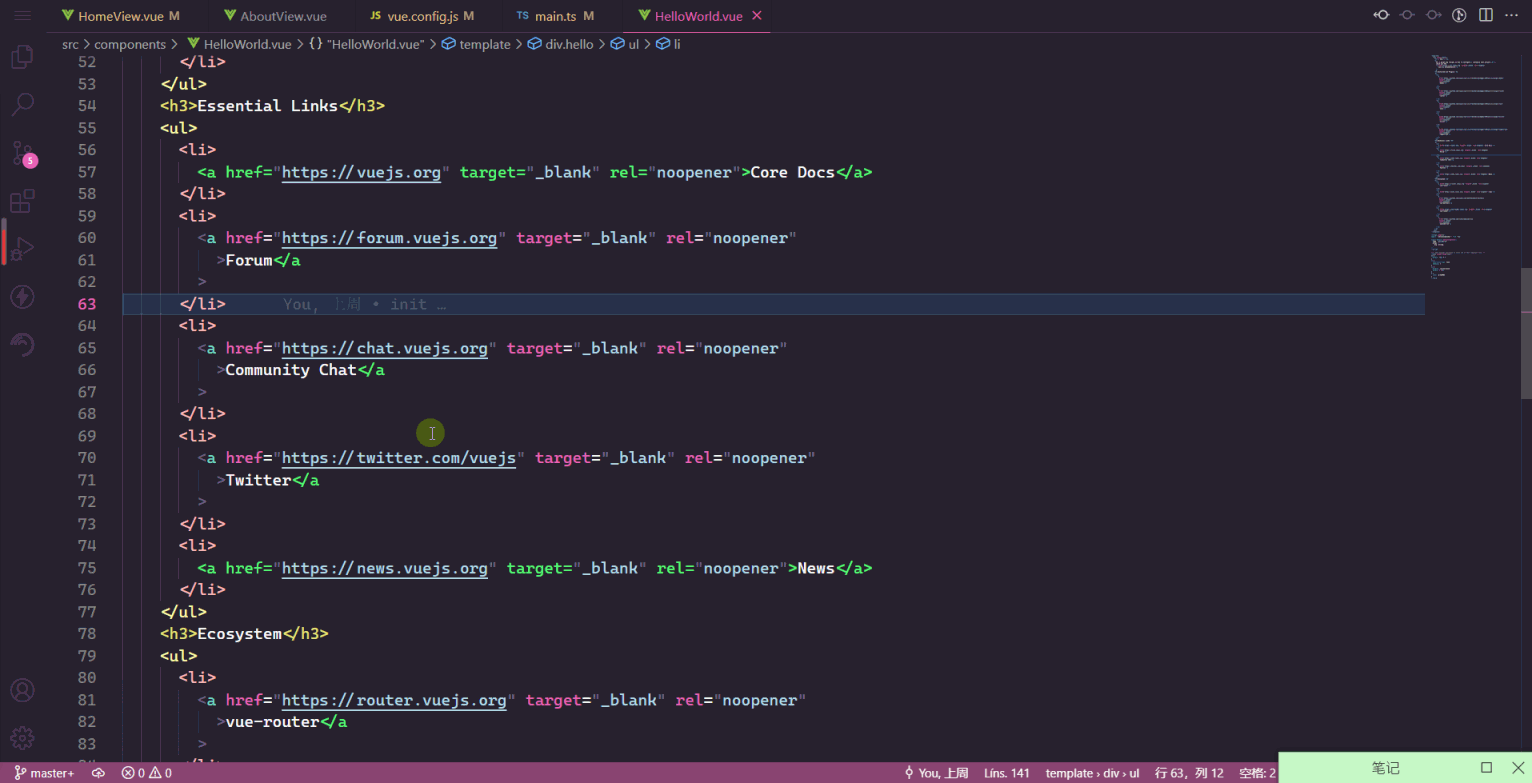 HomeView.vue M
AboutView.vue
JS vue.config.js M
TS main.ts M
HelloWorld.vue
src > components > HelloWorld.vue > {} "HelloWorld.vue" > template > div.hello > ul > li
52 </li>
53 </ul>
54 <h3>Essential Links</h3>
55 <ul>
56 <li>
57 <a href="https://vuejs.org" target="_blank" rel="noopener">Core Docs</a>
58 </li>
59 <li>
60 <a href="https://forum.vuejs.org" target="_blank" rel="noopener"
61 >Forum</a
62 >
63 </li> You, 上周 • init …
64 <li>
65 <a href="https://chat.vuejs.org" target="_blank" rel="noopener"
66 >Community Chat</a
67 >
68 </li>
69 <li>
70 <a href="https://twitter.com/vuejs" target="_blank" rel="noopener"
71 >Twitter</a
72 >
73 </li>
74 <li>
75 <a href="https://news.vuejs.org" target="_blank" rel="noopener">News</a>
76 </li>
77 </ul>
78 <h3>Ecosystem</h3>
79 <ul>
80 <li>
81 <a href="https://router.vuejs.org" target="_blank" rel="noopener"
82 >vue-router</a
83 >
5
master+ 0 0 You, 上周 Líns. 141 template › div › ul 行 63，列 12 空格: 2
笔记